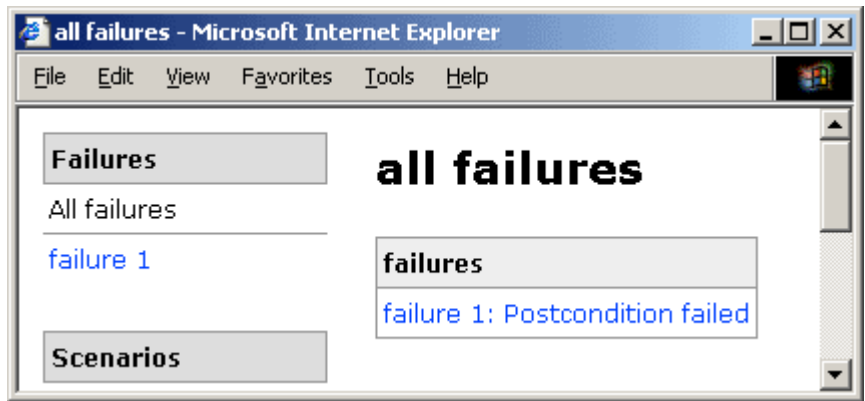 all failures - Microsoft Internet Explorer
File Edit View Favorites Tools Help
Failures
All failures
failure 1
Scenarios
all failures
failures
failure 1: Postcondition failed